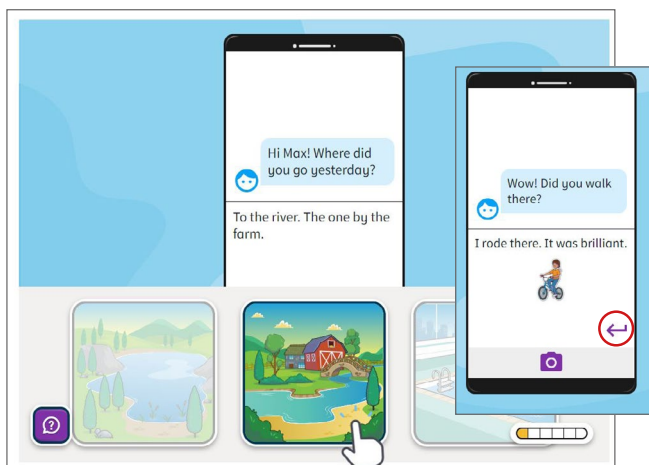 Hi Max! Where did
you go yesterday?
To the river. The one by the
farm.
Wow! Did you walk
there?
I rode there. It was brilliant.
?